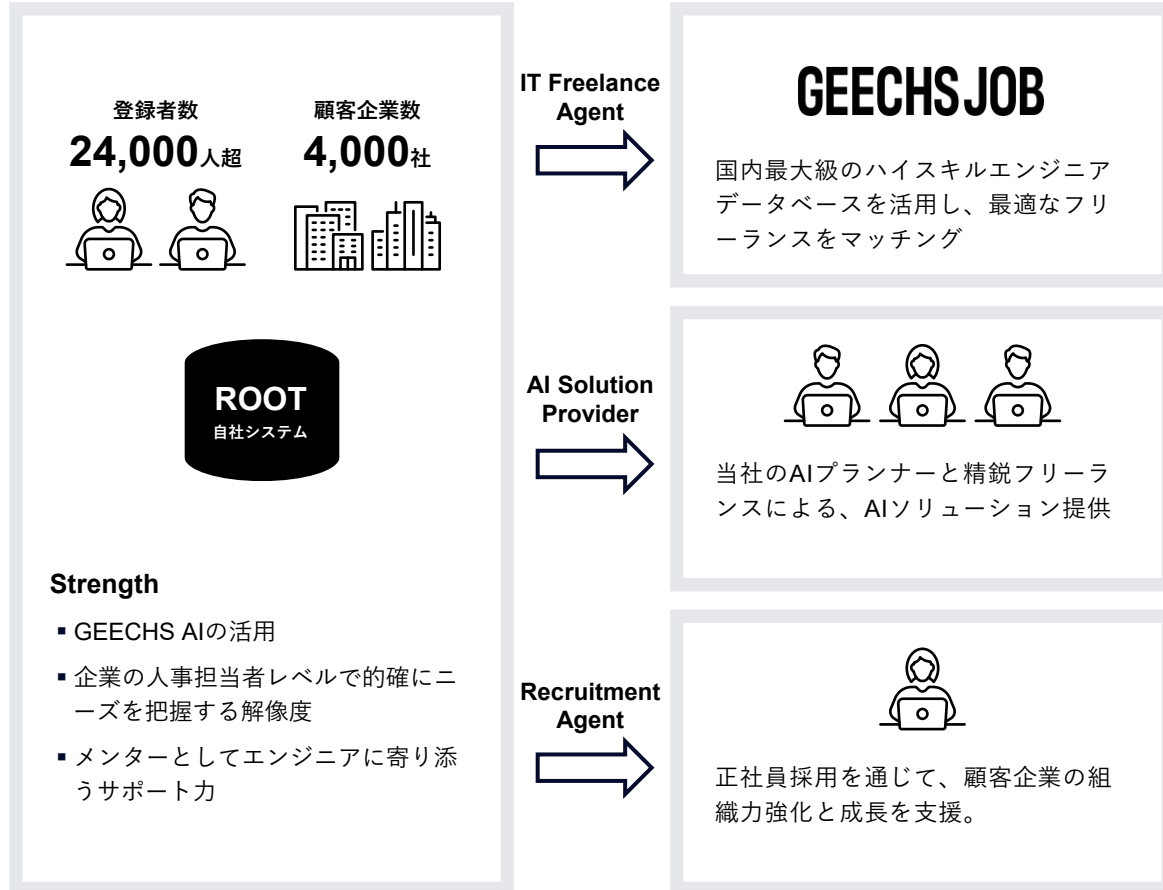 登録者数
24,000人超
顧客企業数
4,000社
ROOT
自社システム
Strength
▪ GEECHS AIの活用
▪ 企業の人事担当者レベルで的確にニ
ーズを把握する解像度
▪ メンターとしてエンジニアに寄り添
うサポート力
IT Freelance
Agent
GEECHS JOB
国内最大級のハイスキルエンジニア
データベースを活用し、最適なフリ
ーランスをマッチング
AI Solution
Provider
当社のAIプランナーと精鋭フリーラ
ンスによる、AIソリューション提供
Recruitment
Agent
正社員採用を通じて、顧客企業の組
織力強化と成長を支援。